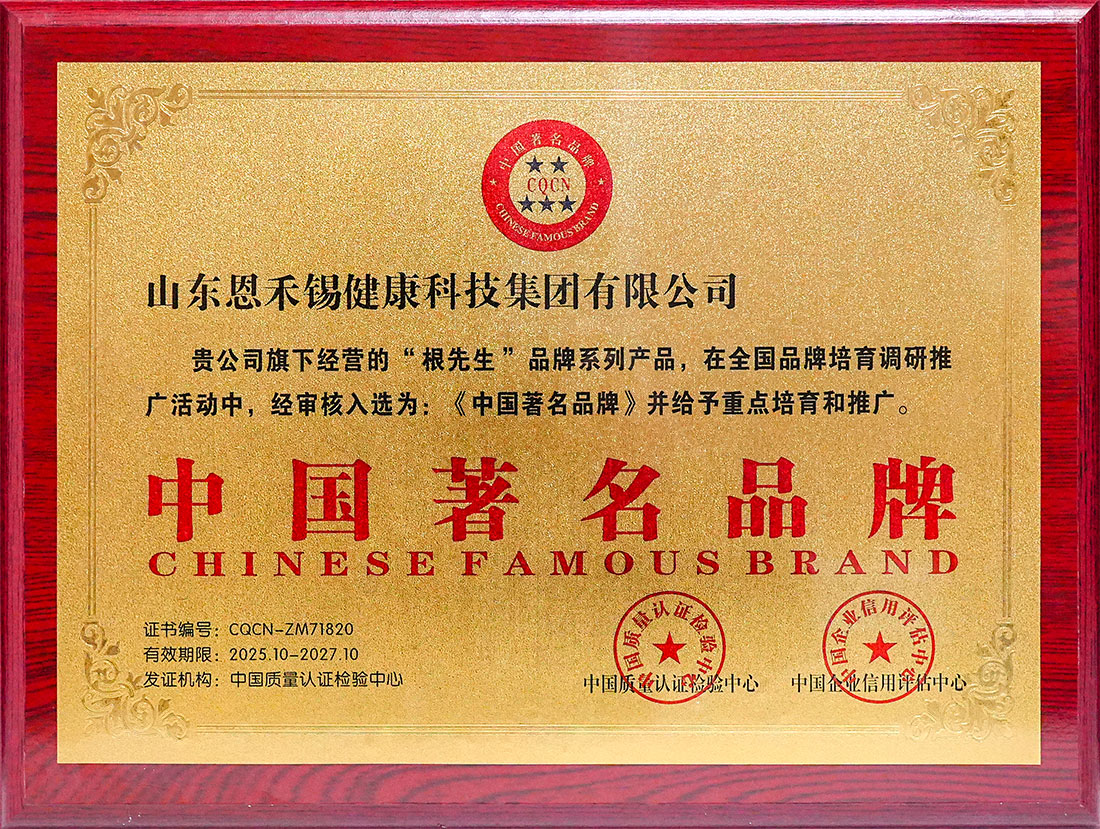 中国著名品牌
CQCN
CHINESE FAMOUS BRAND
山东恩禾锡健康科技集团有限公司
贵公司旗下经营的“根先生”品牌系列产品，在全国品牌培育调研推
广活动中，经审核入选为：《中国著名品牌》并给予重点培育和推广。
中国著名品牌
CHINESE FAMOUS BRAND
证书编号：CQCN-ZM71820
有效期限：2025.10-2027.10
发证机构：中国质量认证检验中心
中国质量认证检验中心
中国企业信用评估中心
中国质量认证检验中心
中国企业信用评估中心